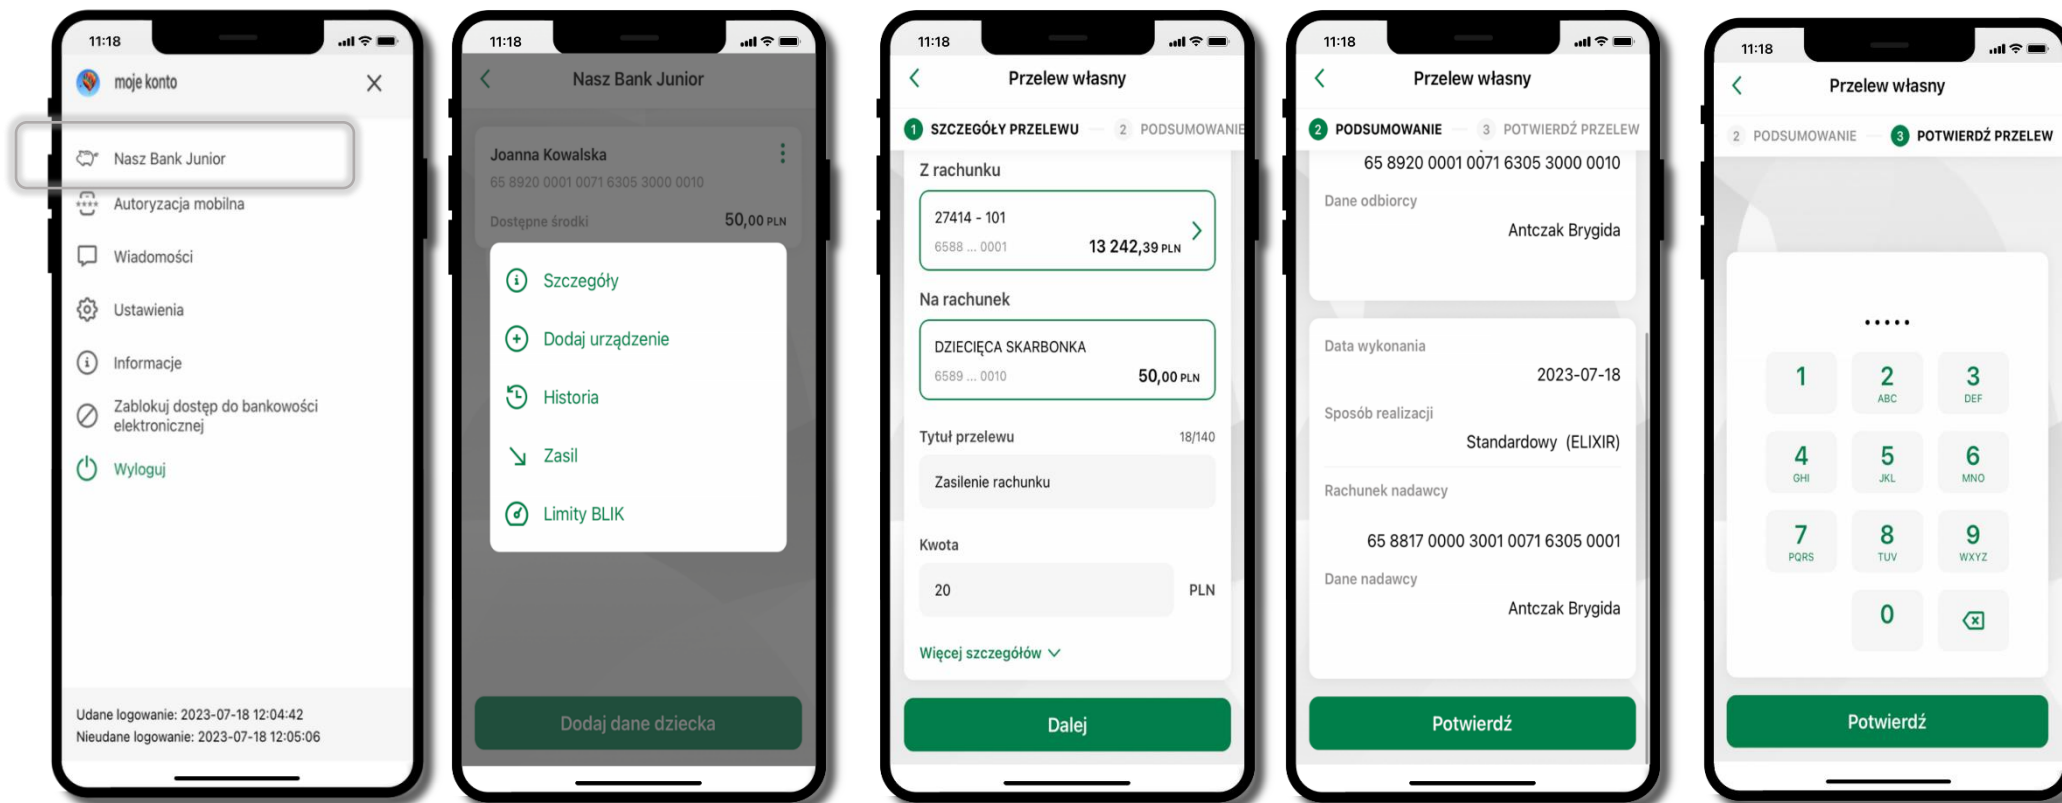 11:18
moje konto
Nasz Bank Junior
Autoryzacja mobilna
Wiadomości
Ustawienia
Informacje
Zablokuj dostęp do bankowości
elektronicznej
Wyloguj
Udane logowanie: 2023-07-18 12:04:42
Nieudane logowanie: 2023-07-18 12:05:06
11:18
Nasz Bank Junior
Joanna Kowalska
65 8920 0001 0071 6305 3000 0010
Dostępne środki 50,00 PLN
Szczegóły
Dodaj urządzenie
Historia
Zasil
Limity BLIK
Dodaj dane dziecka
11:18
Przelew własny
1 SZCZEGÓŁY PRZELEWU 2 PODSUMOWANIE
Z rachunku
27414 - 101
6588 ... 0001 13 242,39 PLN
Na rachunek
DZIECIĘCA SKARBONKA
6589 ... 0010 50,00 PLN
Tytuł przelewu 18/140
Zasilenie rachunku
Kwota
20 PLN
Więcej szczegółów
Dalej
11:18
Przelew własny
2 PODSUMOWANIE 3 POTWIERDŹ PRZELEW
65 8920 0001 0071 6305 3000 0010
Dane odbiorcy
Antczak Brygida
Data wykonania
2023-07-18
Sposób realizacji
Standardowy (ELIXIR)
Rachunek nadawcy
65 8817 0000 3001 0071 6305 0001
Dane nadawcy
Antczak Brygida
Potwierdź
11:18
Przelew własny
2 PODSUMOWANIE 3 POTWIERDŹ PRZELEW
•••••
1 2 3
ABC DEF
4 5 6
GHI JKL MNO
7 8 9
PQRS TUV WXYZ
0
Potwierdź